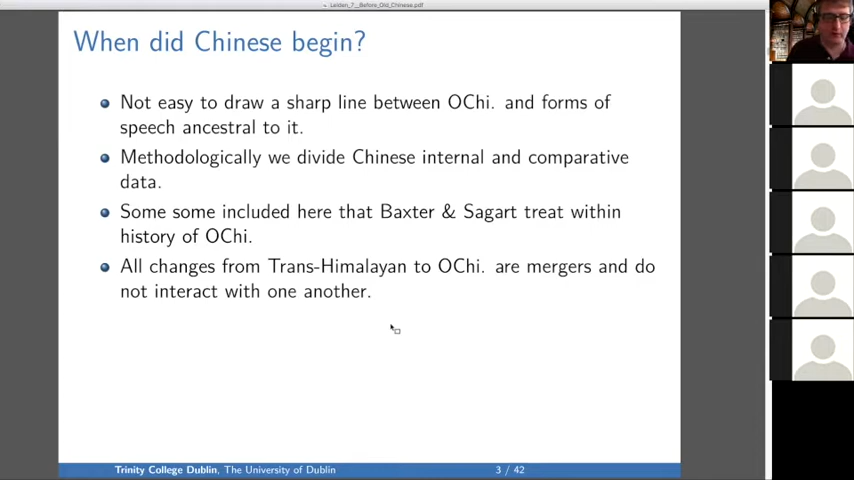 Leiden_7__Before_Old_Chinese.pdf
When did Chinese begin?
Not easy to draw a sharp line between OChi. and forms of
speech ancestral to it.
Methodologically we divide Chinese internal and comparative
data.
Some some included here that Baxter & Sagart treat within
history of OChi.
All changes from Trans-Himalayan to OChi. are mergers and do
not interact with one another.
Trinity College Dublin, The University of Dublin
3 / 42